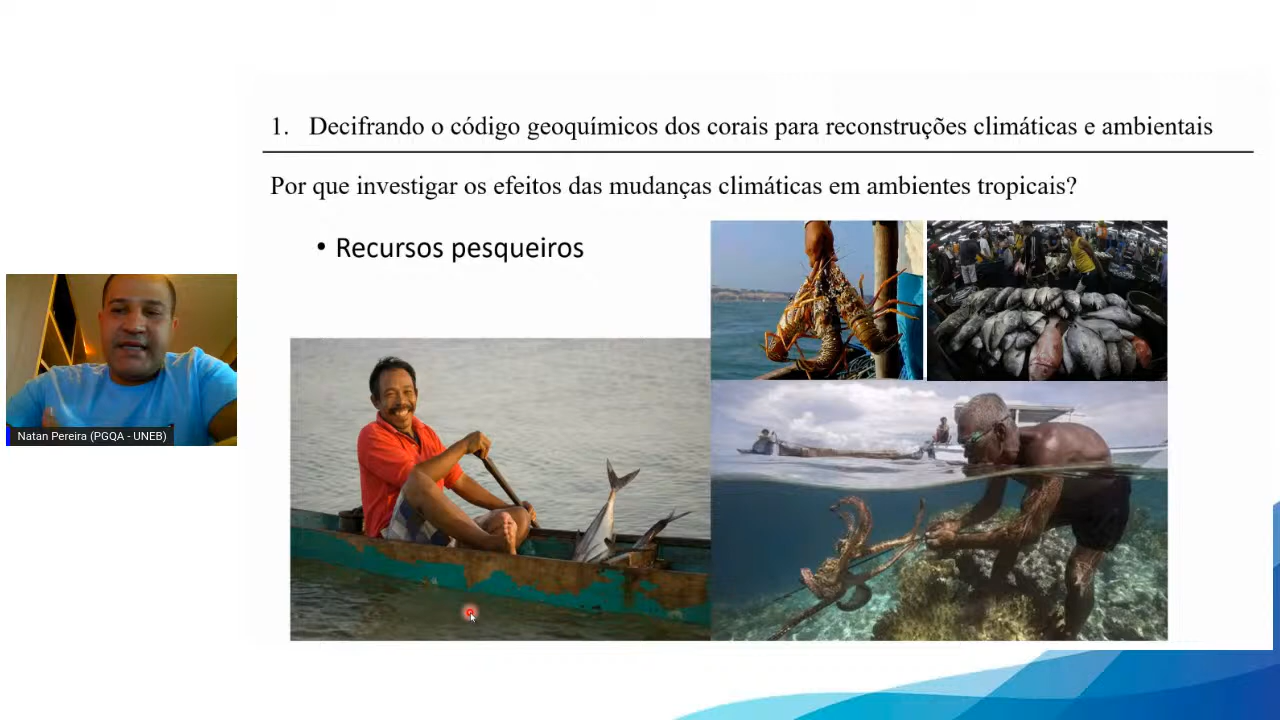 1. Decifrando o código geoquímicos dos corais para reconstruções climáticas e ambientais
Por que investigar os efeitos das mudanças climáticas em ambientes tropicais?
• Recursos pesqueiros
Natan Pereira (PGQA - UNEB)